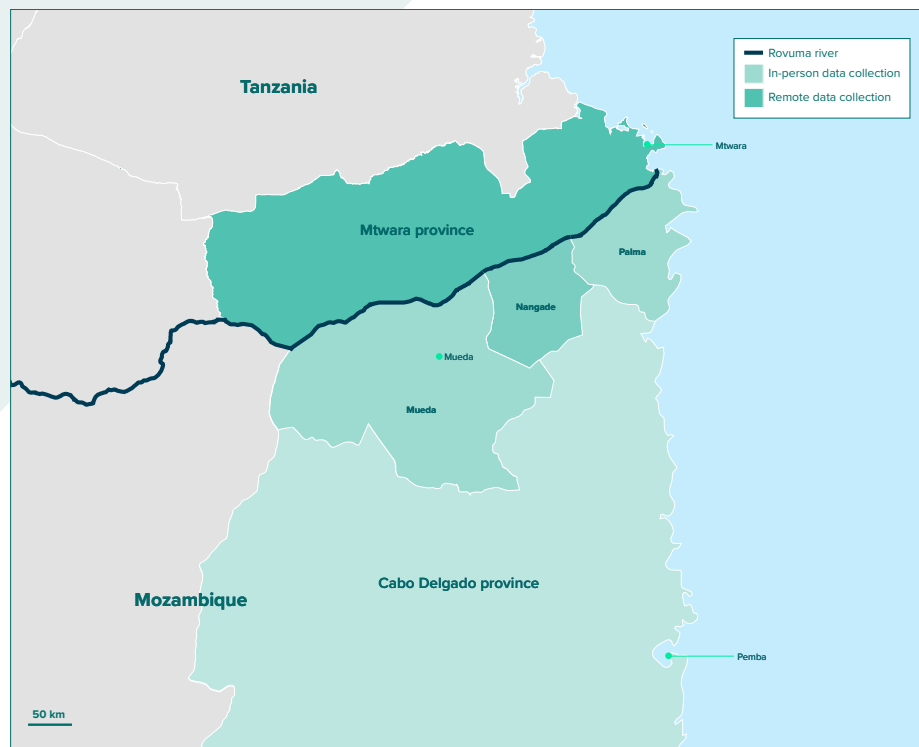 Rovuma river
In-person data collection
Remote data collection
Tanzania
Mtwara
Mtwara province
Palma
Nangade
Mueda
Mueda
Cabo Delgado province
Mozambique
Pemba
50 km